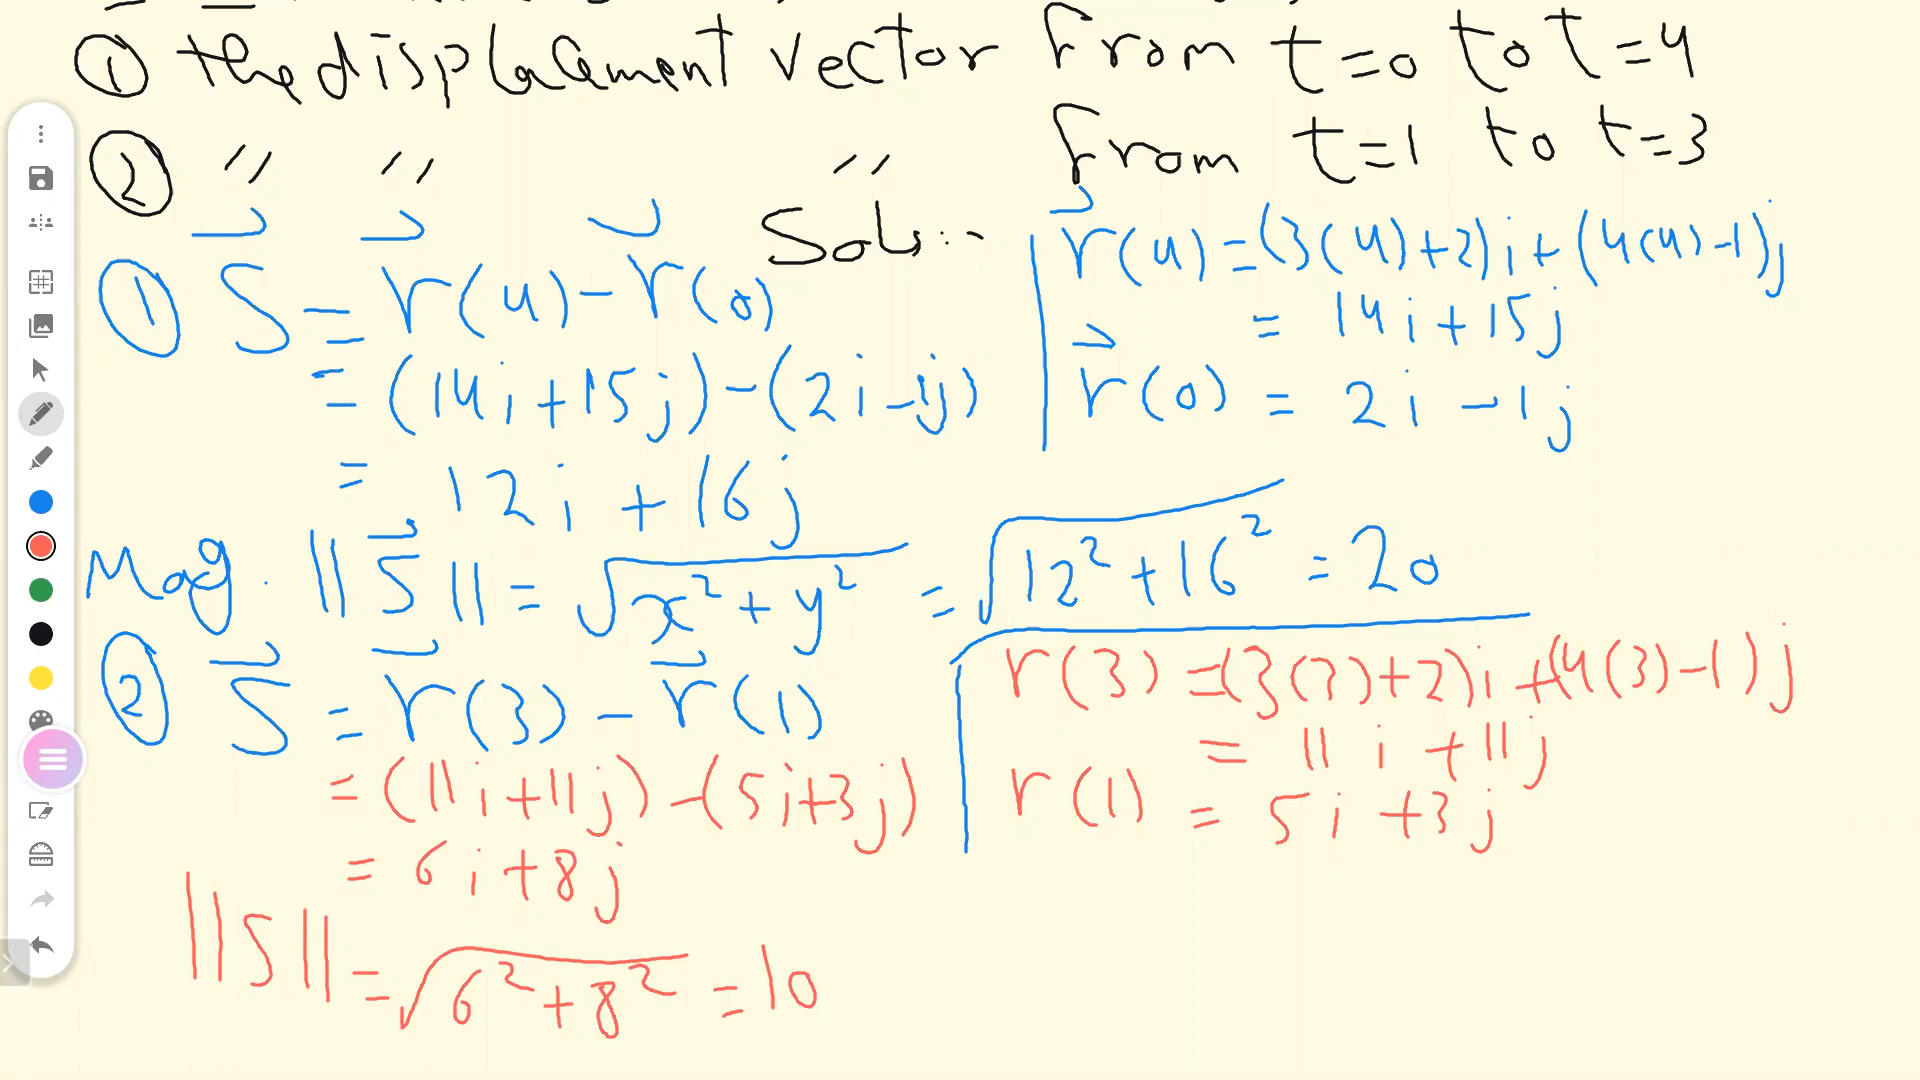 ① the displacement vector from t=0 to t=4
② " " " from t=1 to t=3
Sol:-
① S = r(4) - r(0)
= (14i+15j) - (2i-1j)
= 12i + 16j
r(4) = (3(4)+2)i + (4(4)-1)j
= 14i + 15j
r(0) = 2i - 1j
Mag. ||S|| = √x²+y² = √12²+16² = 20
② S = r(3) - r(1)
= (11i+11j) - (5i+3j)
= 6i + 8j
r(3) = (3(3)+2)i + (4(3)-1)j
= 11i + 11j
r(1) = 5i + 3j
||S|| = √6²+8² = 10